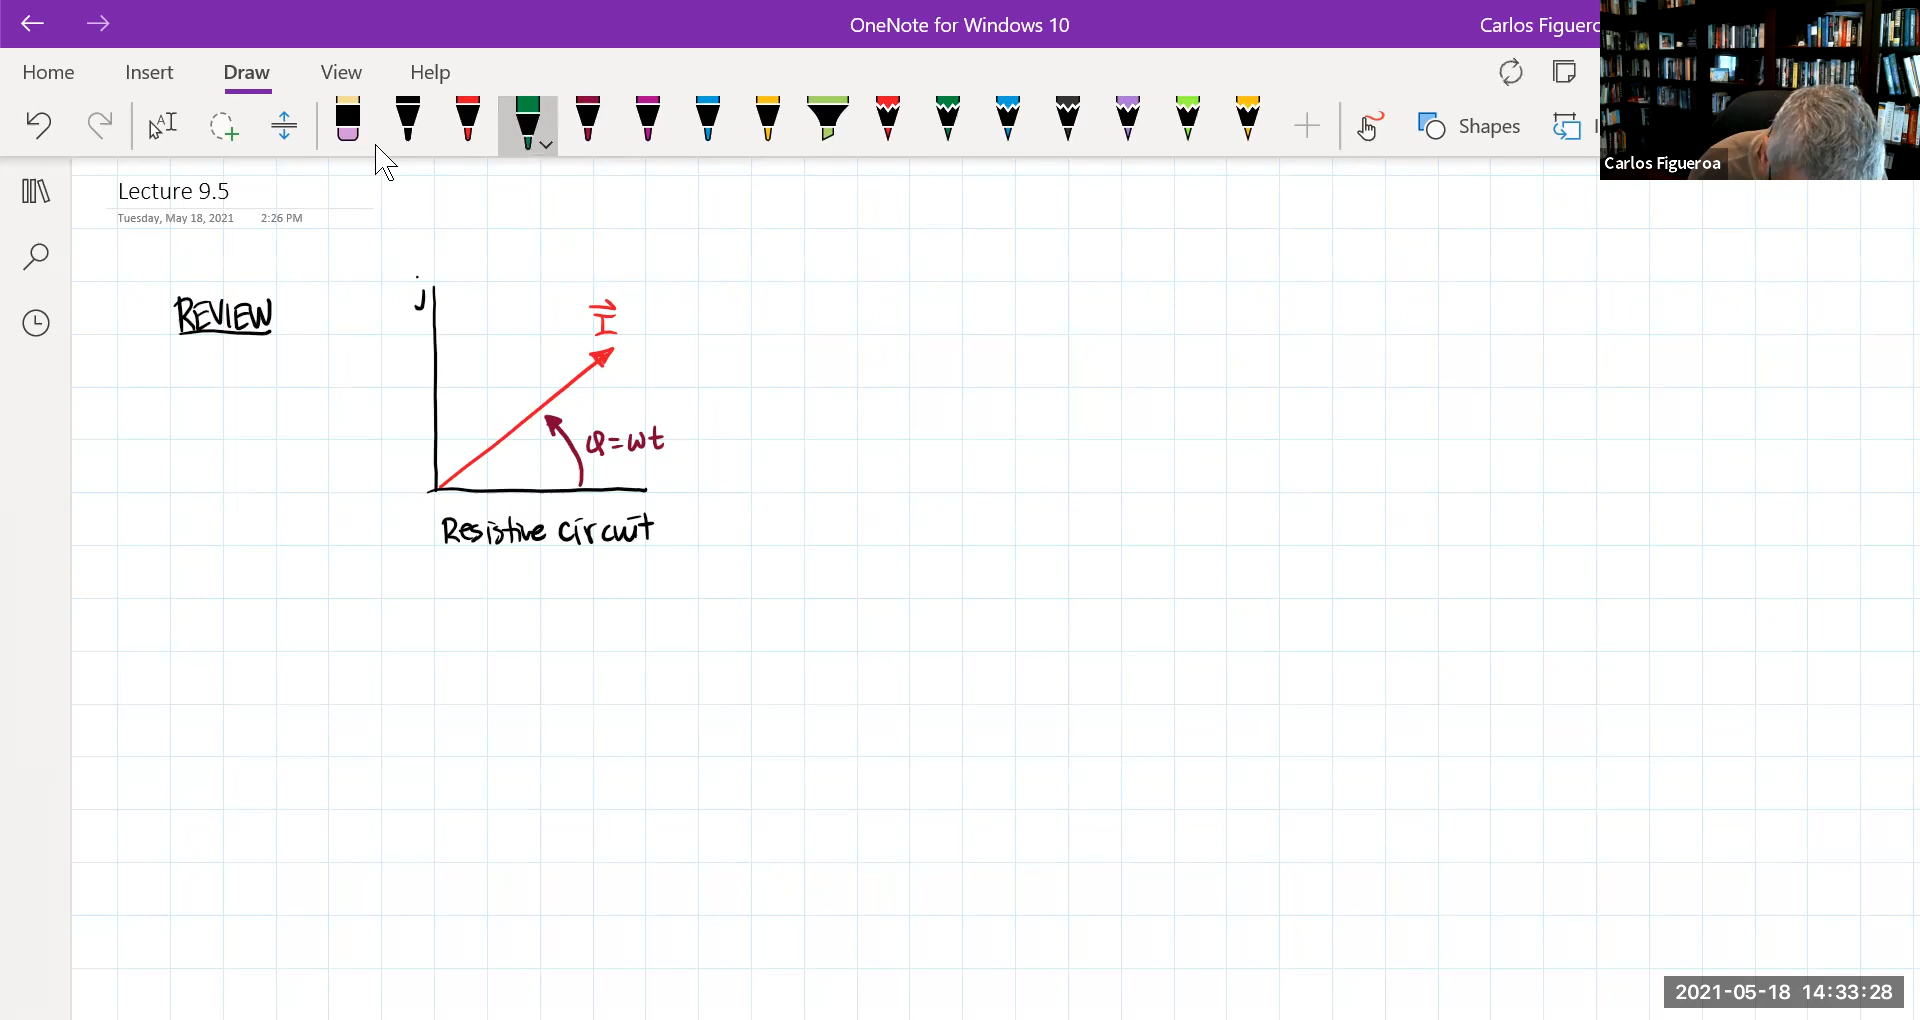 OneNote for Windows 10
Carlos Figuero
Home Insert Draw View Help
Shapes
Carlos Figueroa
Lecture 9.5
Tuesday, May 18, 2021 2:26 PM
REVIEW
j
I
φ=ωt
Resistive circuit
2021-05-18 14:33:28